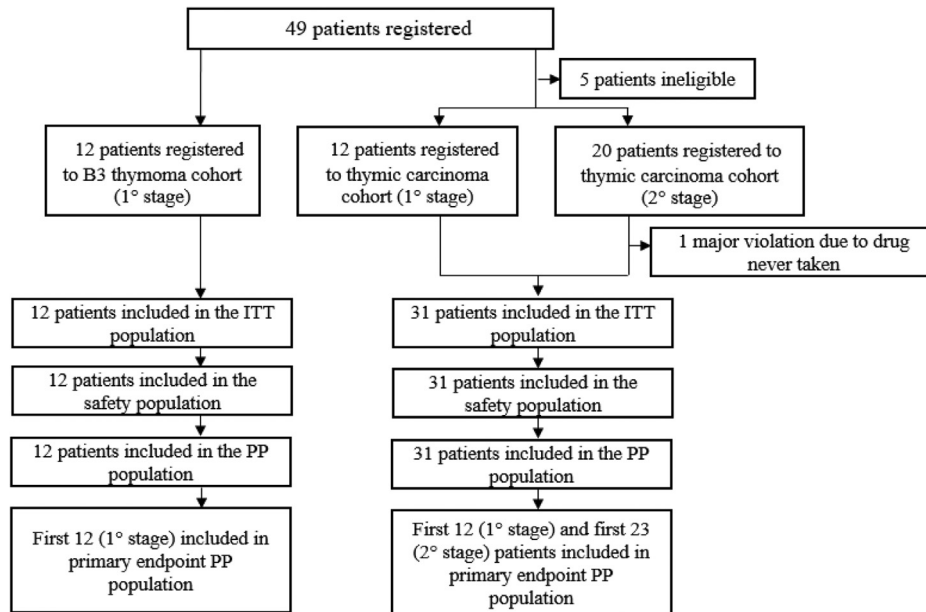 49 patients registered
5 patients ineligible
12 patients registered
to B3 thymoma cohort
(1° stage)
12 patients registered
to thymic carcinoma
cohort (1° stage)
20 patients registered to
thymic carcinoma cohort
(2° stage)
1 major violation due to drug
never taken
12 patients included in the ITT
population
31 patients included in the ITT
population
12 patients included in the
safety population
31 patients included in the
safety population
12 patients included in the PP
population
31 patients included in the PP
population
First 12 (1° stage) included in
primary endpoint PP
population
First 12 (1° stage) and first 23
(2° stage) patients included in
primary endpoint PP
population